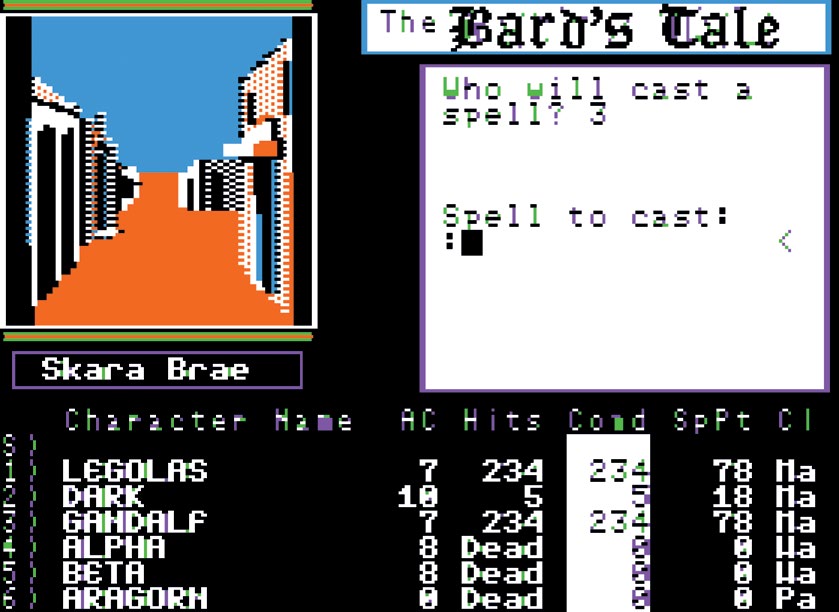 The Bard's Tale
Who will cast a
spell? 3
Spell to cast:
: <
Skara Brae
Character Name AC Hits Cond SpPt Cl
S )
1 ) LEGOLAS 7 234 234 78 Ma
2 ) DARK 10 5 5 18 Ma
3 ) GANDALF 7 234 234 78 Ma
4 ) ALPHA 8 Dead 0 0 Wa
5 ) BETA 8 Dead 0 0 Wa
6 ) ARAGORN 0 Dead 0 0 Pa